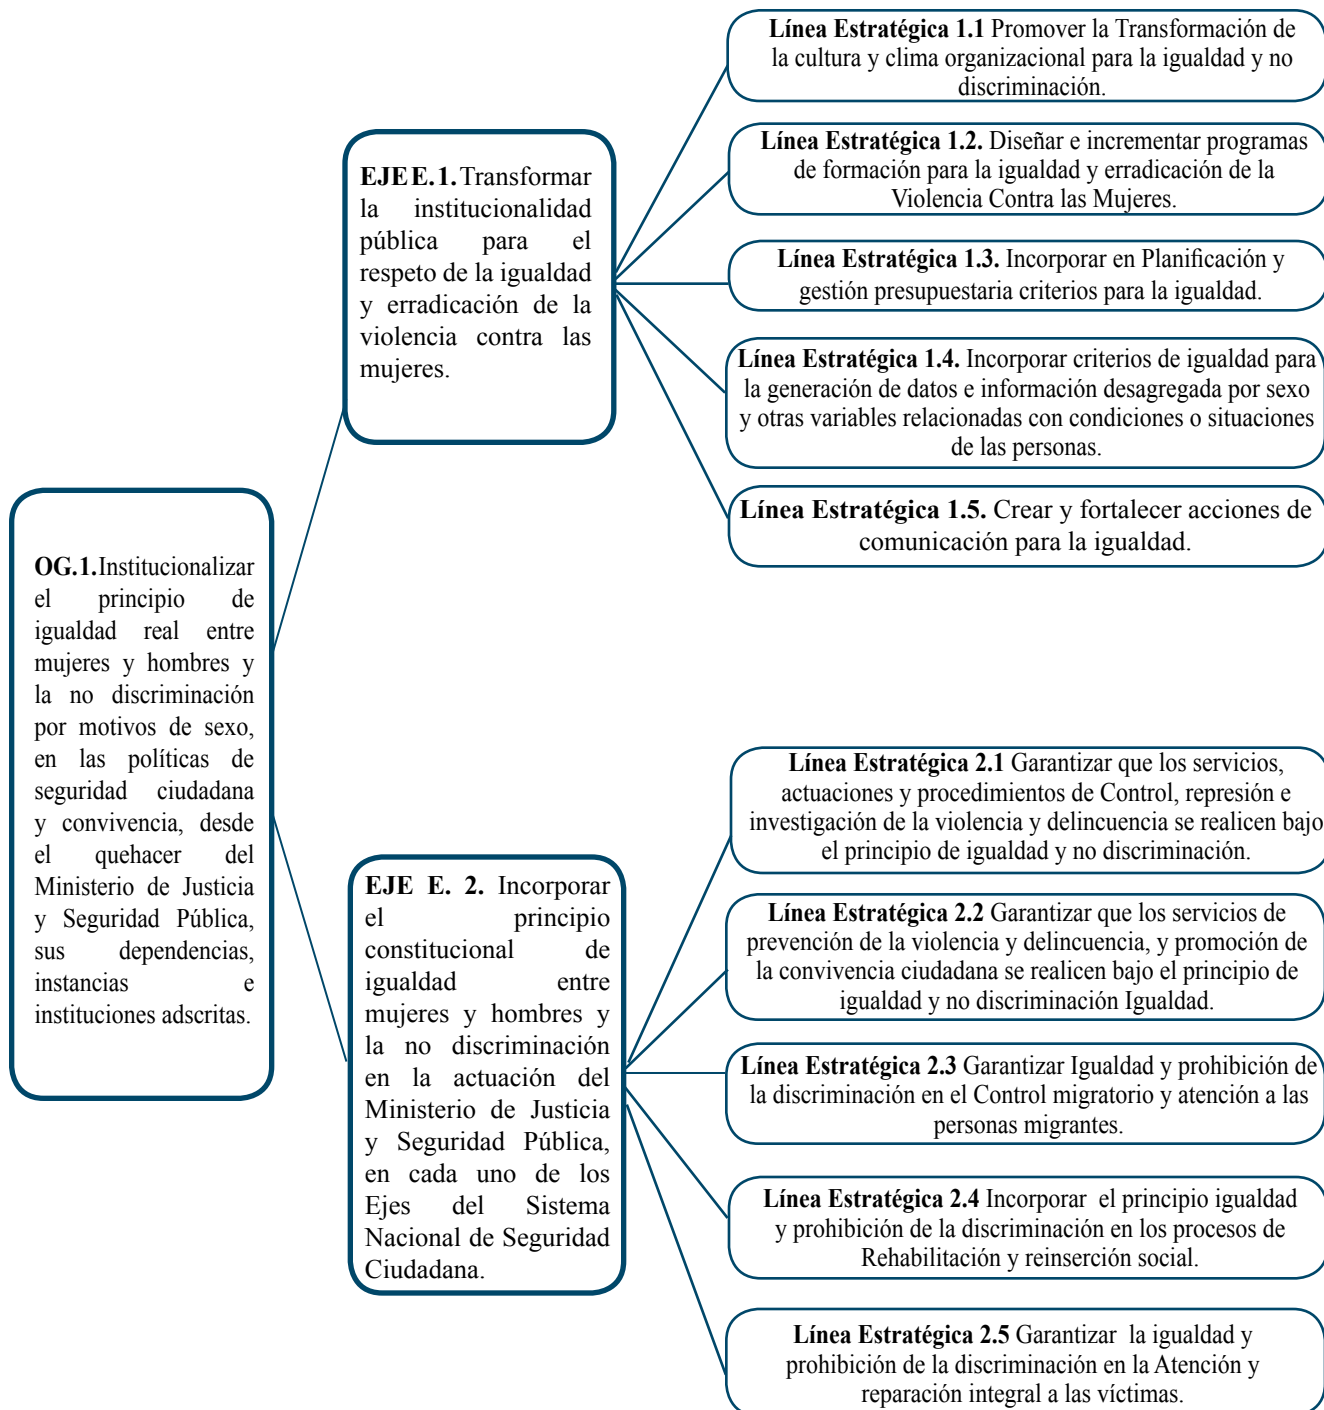 OG.1.Institucionalizar
el principio de
igualdad real entre
mujeres y hombres y
la no discriminación
por motivos de sexo,
en las políticas de
seguridad ciudadana
y convivencia, desde
el quehacer del
Ministerio de Justicia
y Seguridad Pública,
sus dependencias,
instancias e
instituciones adscritas.
EJE E. 1. Transformar
la institucionalidad
pública para el
respeto de la igualdad
y erradicación de la
violencia contra las
mujeres.
Línea Estratégica 1.1 Promover la Transformación de
la cultura y clima organizacional para la igualdad y no
discriminación.
Línea Estratégica 1.2. Diseñar e incrementar programas
de formación para la igualdad y erradicación de la
Violencia Contra las Mujeres.
Línea Estratégica 1.3. Incorporar en Planificación y
gestión presupuestaria criterios para la igualdad.
Línea Estratégica 1.4. Incorporar criterios de igualdad para
la generación de datos e información desagregada por sexo
y otras variables relacionadas con condiciones o situaciones
de las personas.
Línea Estratégica 1.5. Crear y fortalecer acciones de
comunicación para la igualdad.
EJE E. 2. Incorporar
el principio
constitucional de
igualdad entre
mujeres y hombres y
la no discriminación
en la actuación del
Ministerio de Justicia
y Seguridad Pública,
en cada uno de los
Ejes del Sistema
Nacional de Seguridad
Ciudadana.
Línea Estratégica 2.1 Garantizar que los servicios,
actuaciones y procedimientos de Control, represión e
investigación de la violencia y delincuencia se realicen bajo
el principio de igualdad y no discriminación.
Línea Estratégica 2.2 Garantizar que los servicios de
prevención de la violencia y delincuencia, y promoción de
la convivencia ciudadana se realicen bajo el principio de
igualdad y no discriminación Igualdad.
Línea Estratégica 2.3 Garantizar Igualdad y prohibición de
la discriminación en el Control migratorio y atención a las
personas migrantes.
Línea Estratégica 2.4 Incorporar el principio igualdad
y prohibición de la discriminación en los procesos de
Rehabilitación y reinserción social.
Línea Estratégica 2.5 Garantizar la igualdad y
prohibición de la discriminación en la Atención y
reparación integral a las víctimas.